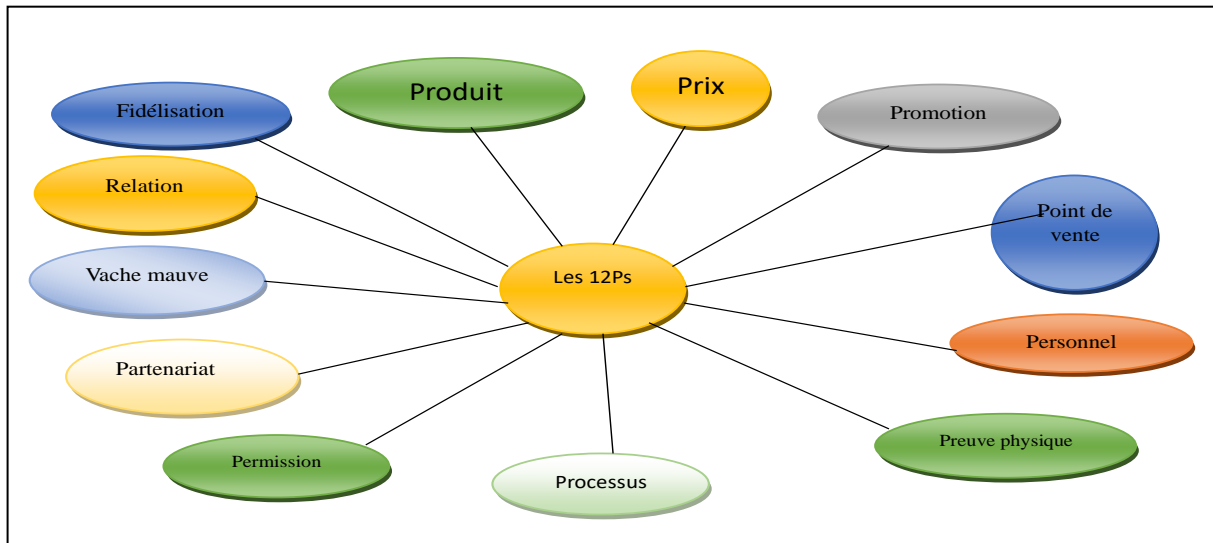 Produit
Prix
Promotion
Fidélisation
Relation
Point de
vente
Vache mauve
Les 12Ps
Personnel
Partenariat
Preuve physique
Permission
Processus